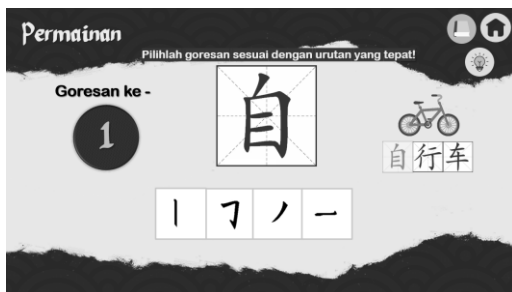 Permainan
Pilihlah goresan sesuai dengan urutan yang tepat!
Goresan ke -
1
自
自行车
丨 ㇆ 丿 一